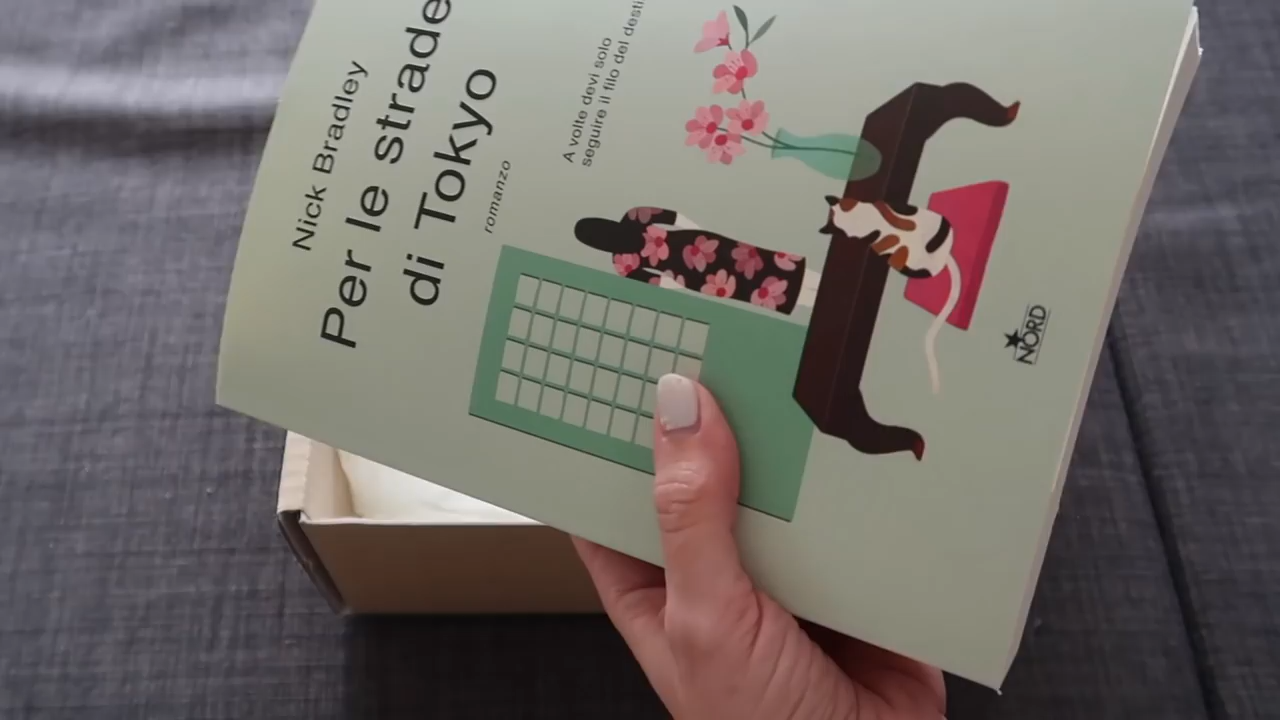 Nick Bradley
Per le strade
di Tokyo
romanzo
A volte devi solo
seguire il filo del desti
NORD